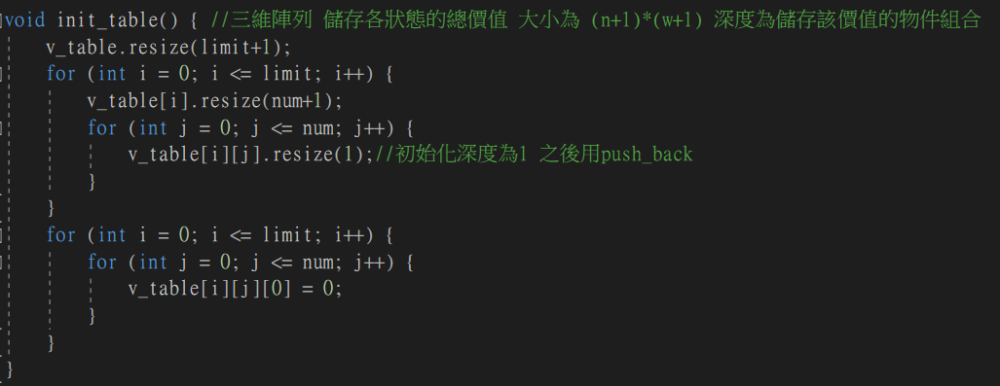 void init_table() { //三維陣列 儲存各狀態的總價值 大小為 (n+1)*(w+1) 深度為儲存該價值的物件組合
    v_table.resize(limit+1);
    for (int i = 0; i <= limit; i++) {
        v_table[i].resize(num+1);
        for (int j = 0; j <= num; j++) {
            v_table[i][j].resize(1);//初始化深度為1 之後用push_back
        }
    }
    for (int i = 0; i <= limit; i++) {
        for (int j = 0; j <= num; j++) {
            v_table[i][j][0] = 0;
        }
    }
}